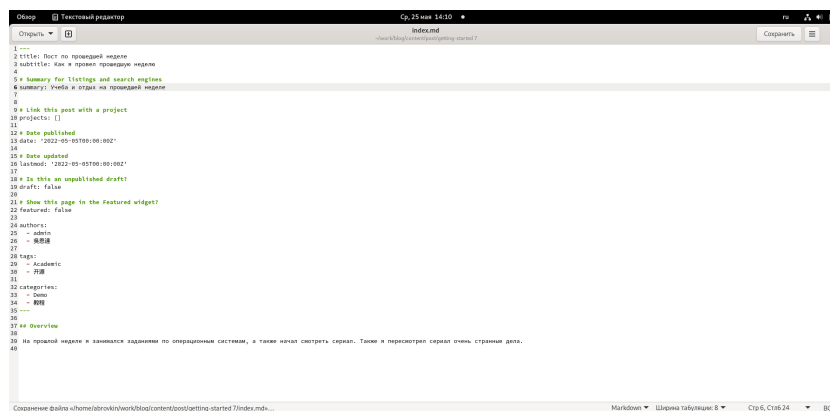 Обзор Текстовый редактор Ср, 25 мая 14:10 ru
Открыть index.md Сохранить
~/work/blog/content/post/getting-started 7
1 ---
2 title: Пост по прошедшей неделе
3 subtitle: Как я провел прошедшую неделю
4
5 # Summary for listings and search engines
6 summary: Учеба и отдых на прошедшей неделе
7
8
9 # Link this post with a project
10 projects: []
11
12 # Date published
13 date: '2022-05-05T00:00:00Z'
14
15 # Date updated
16 lastmod: '2022-05-05T00:00:00Z'
17
18 # Is this an unpublished draft?
19 draft: false
20
21 # Show this page in the Featured widget?
22 featured: false
23
24 authors:
25 - admin
26 - 吳恩達
27
28 tags:
29 - Academic
30 - 开源
31
32 categories:
33 - Demo
34 - 教程
35 ---
36
37 ## Overview
38
39 На прошлой неделе я занимался заданиями по операционным системам, а также начал смотреть сериал. Также я пересмотрел сериал очень странные дела.
40
Сохранение файла «/home/abrovkin/work/blog/content/post/getting-started 7/index.md»... Markdown Ширина табуляции: 8 Стр 6, Стлб 24